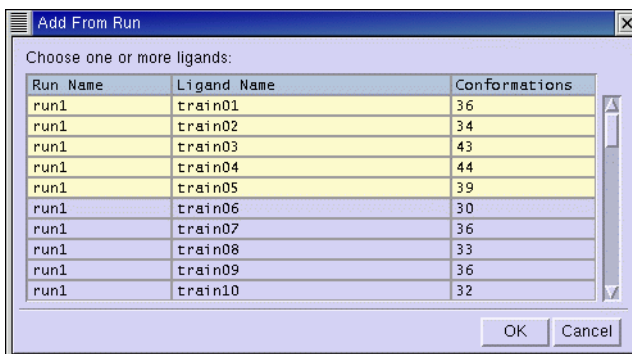 Add From Run
Choose one or more ligands:
Run Name Ligand Name Conformations
run1 train01 36
run1 train02 34
run1 train03 43
run1 train04 44
run1 train05 39
run1 train06 30
run1 train07 36
run1 train08 33
run1 train09 36
run1 train10 32
OK Cancel